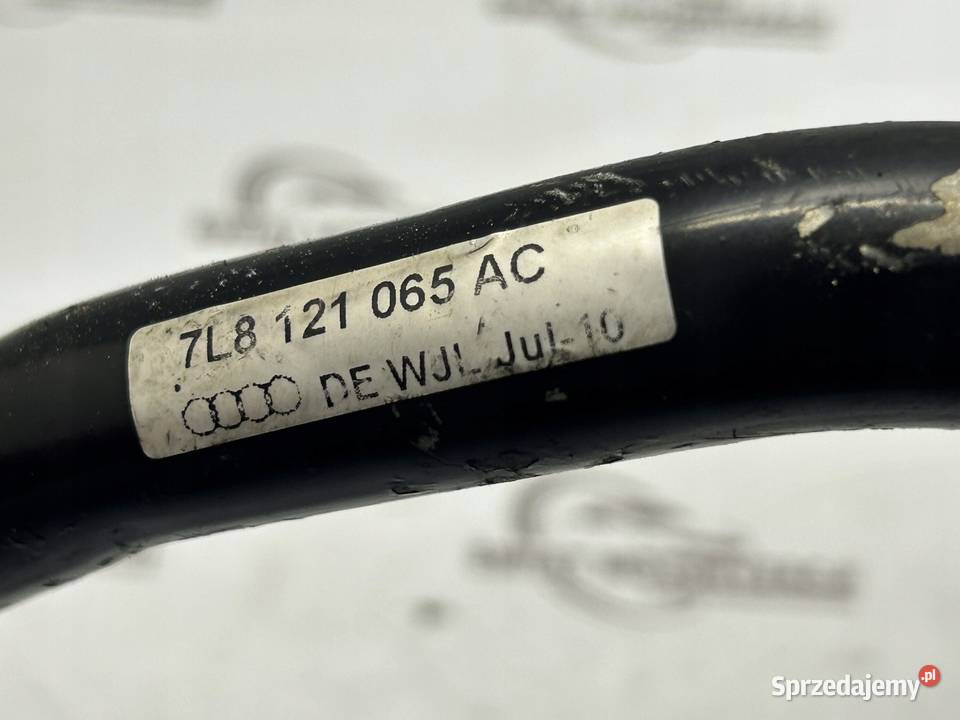 7L8 121 065 AC
DE WJL Jul-10
Sprzedajemy.pl